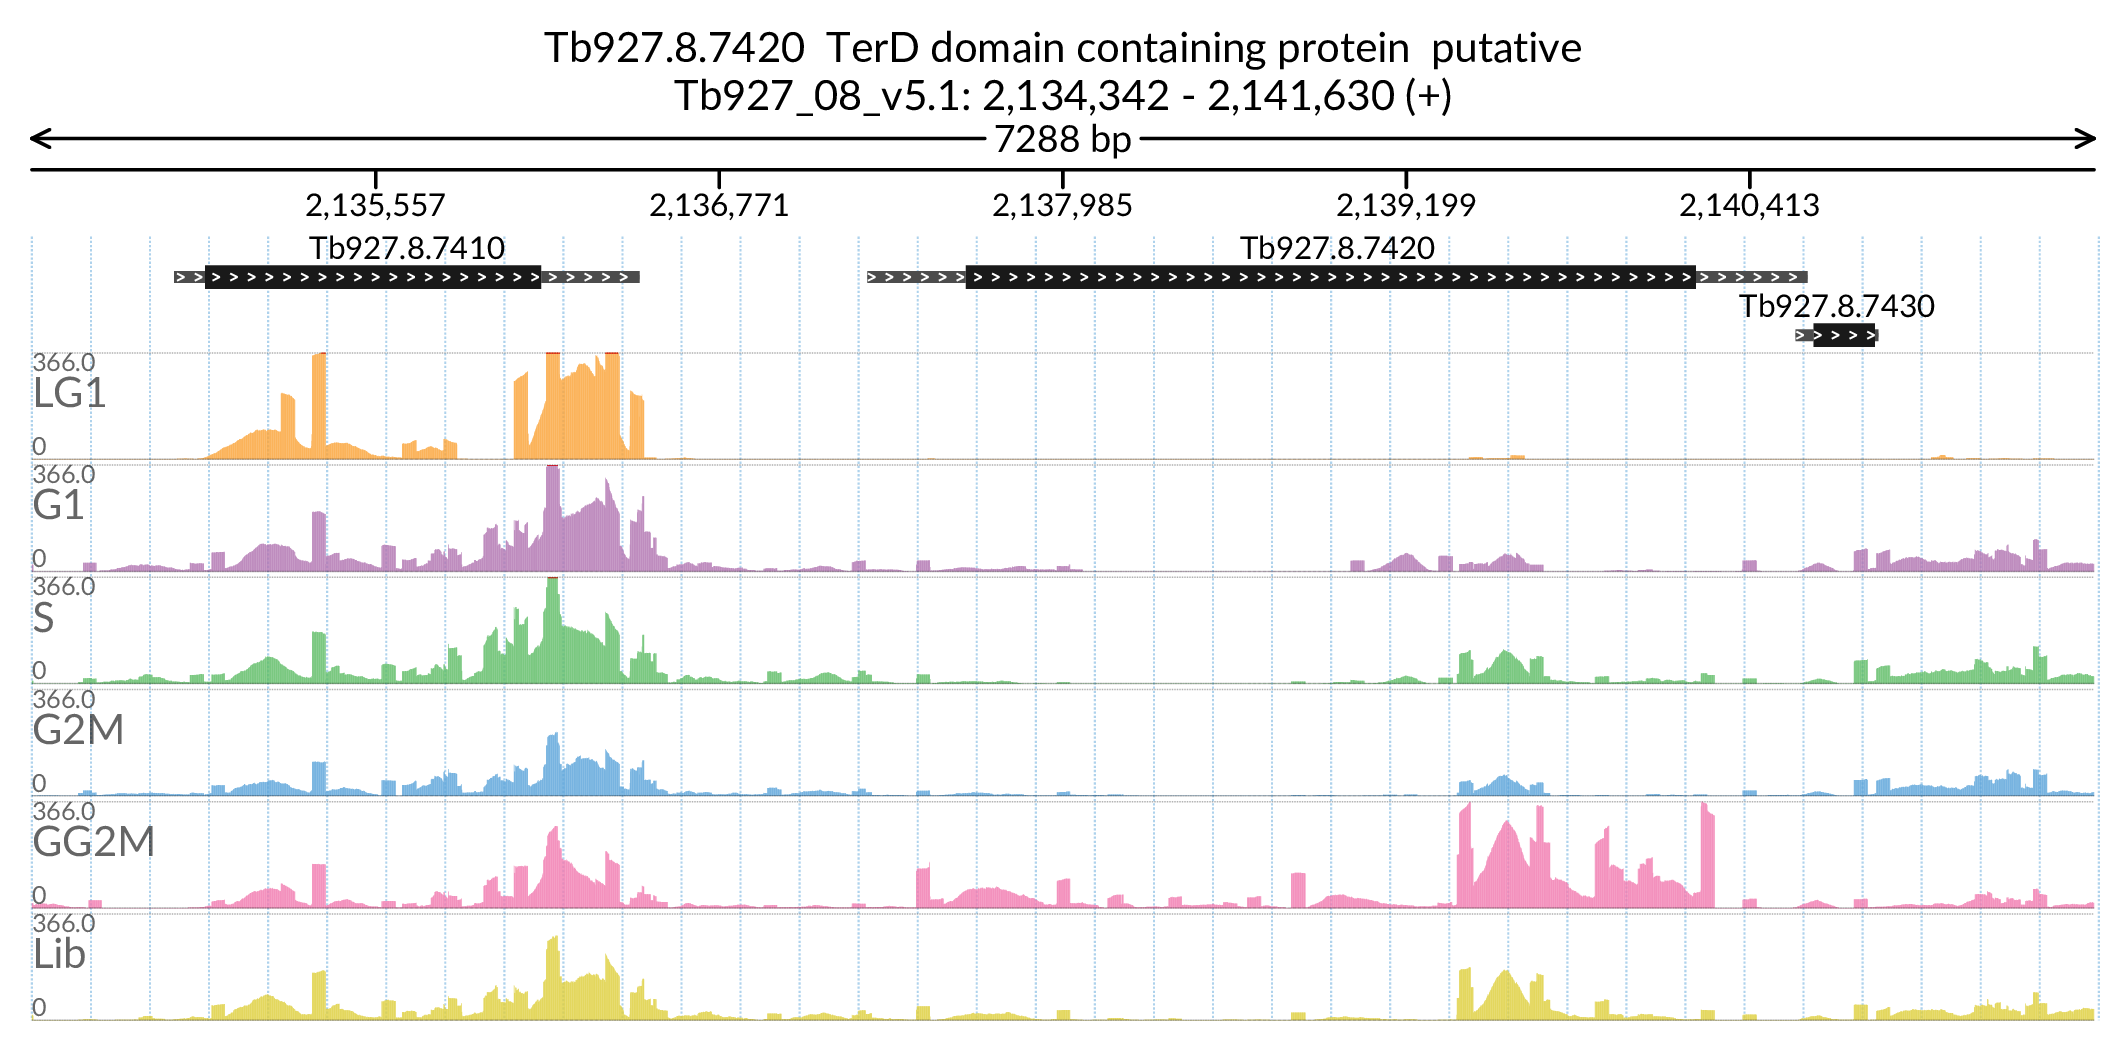 Tb927.8.7420  TerD domain containing protein  putative
Tb927_08_v5.1: 2,134,342 - 2,141,630 (+)
7288 bp
2,135,557 2,136,771 2,137,985 2,139,199 2,140,413
Tb927.8.7410 Tb927.8.7420
Tb927.8.7430
366.0
LG1
0
366.0
G1
0
366.0
S
0
366.0
G2M
0
366.0
GG2M
0
366.0
Lib
0